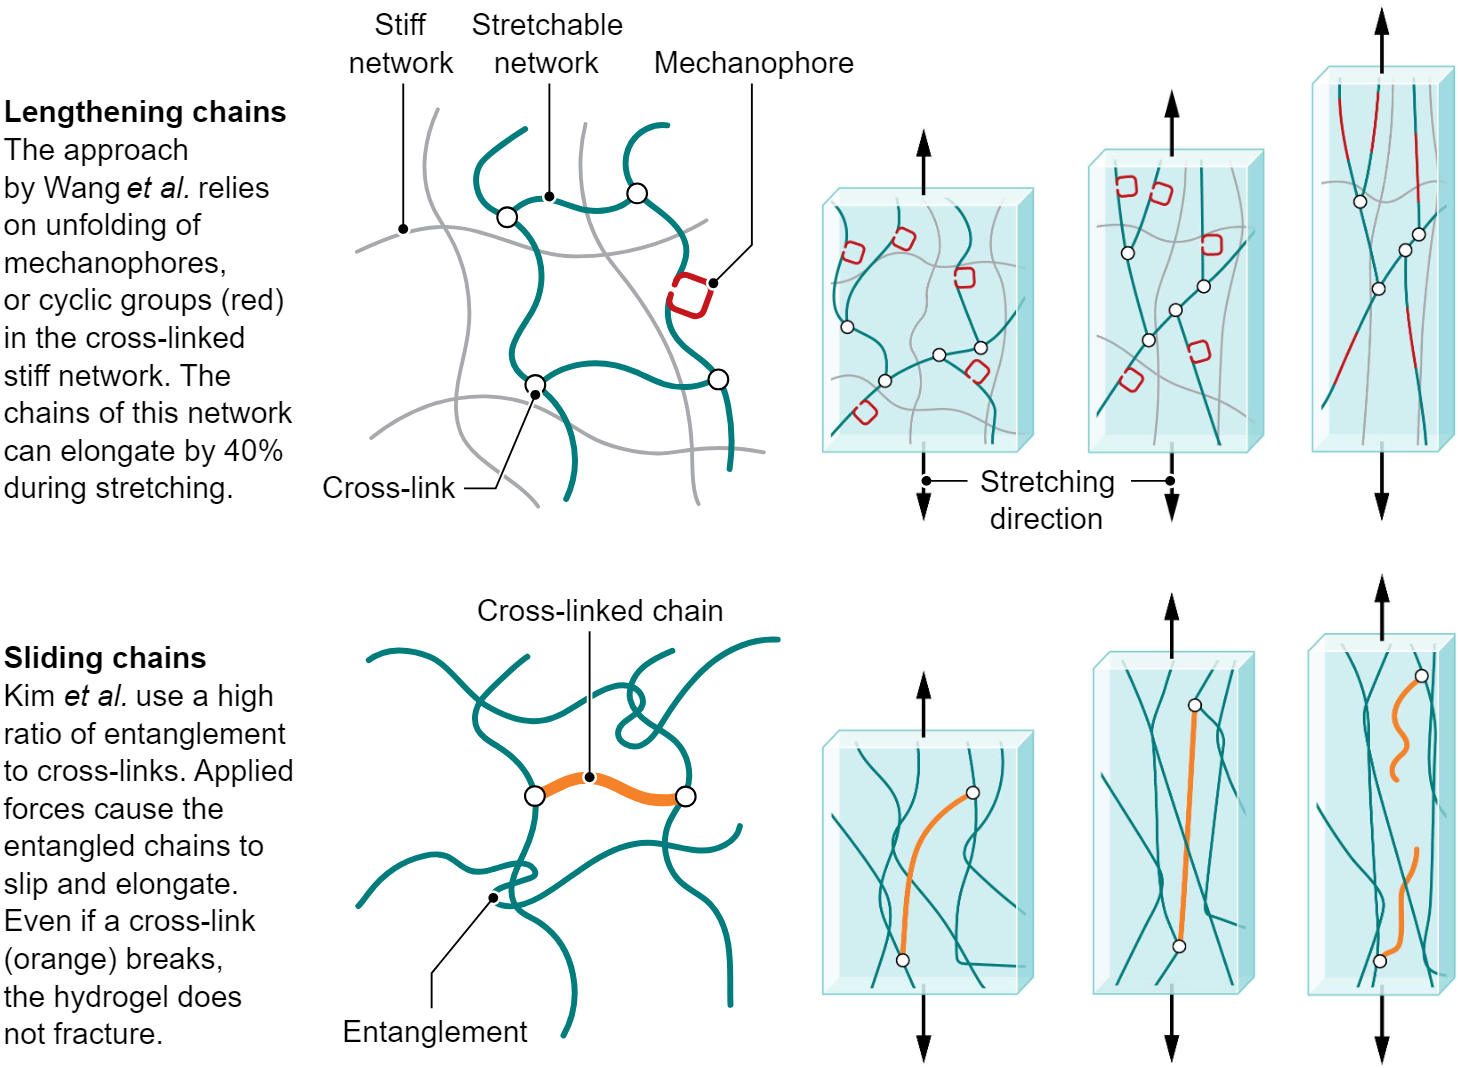 Stiff
network
Stretchable
network
Mechanophore
Lengthening chains
The approach
by Wang et al. relies
on unfolding of
mechanophores,
or cyclic groups (red)
in the cross-linked
stiff network. The
chains of this network
can elongate by 40%
during stretching.
Cross-link
Stretching
direction
Cross-linked chain
Sliding chains
Kim et al. use a high
ratio of entanglement
to cross-links. Applied
forces cause the
entangled chains to
slip and elongate.
Even if a cross-link
(orange) breaks,
the hydrogel does
not fracture.
Entanglement